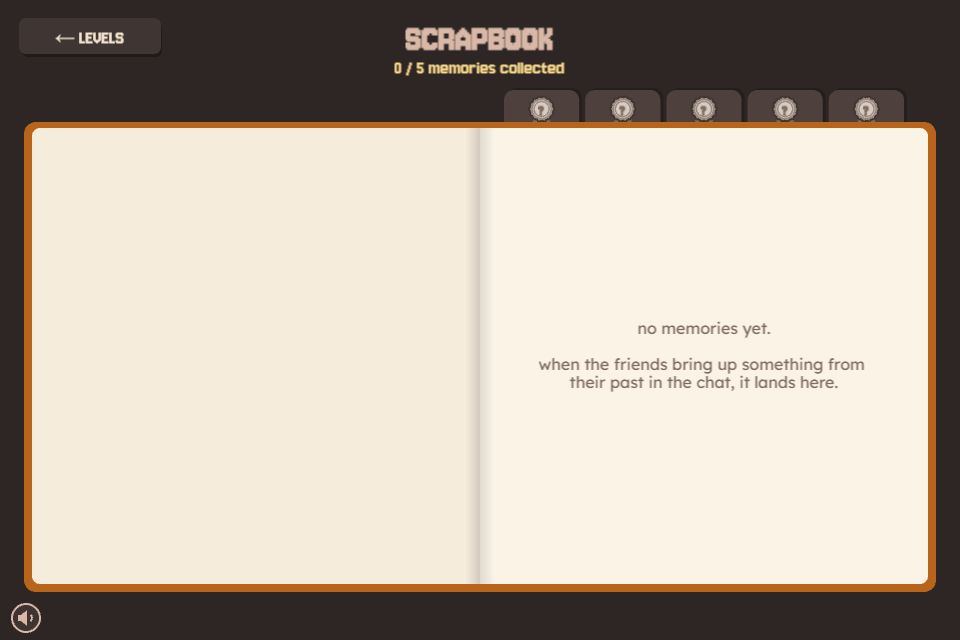 ← LEVELS
SCRAPBOOK
0 / 5 memories collected
? ? ? ? ?
no memories yet.
when the friends bring up something from
their past in the chat, it lands here.